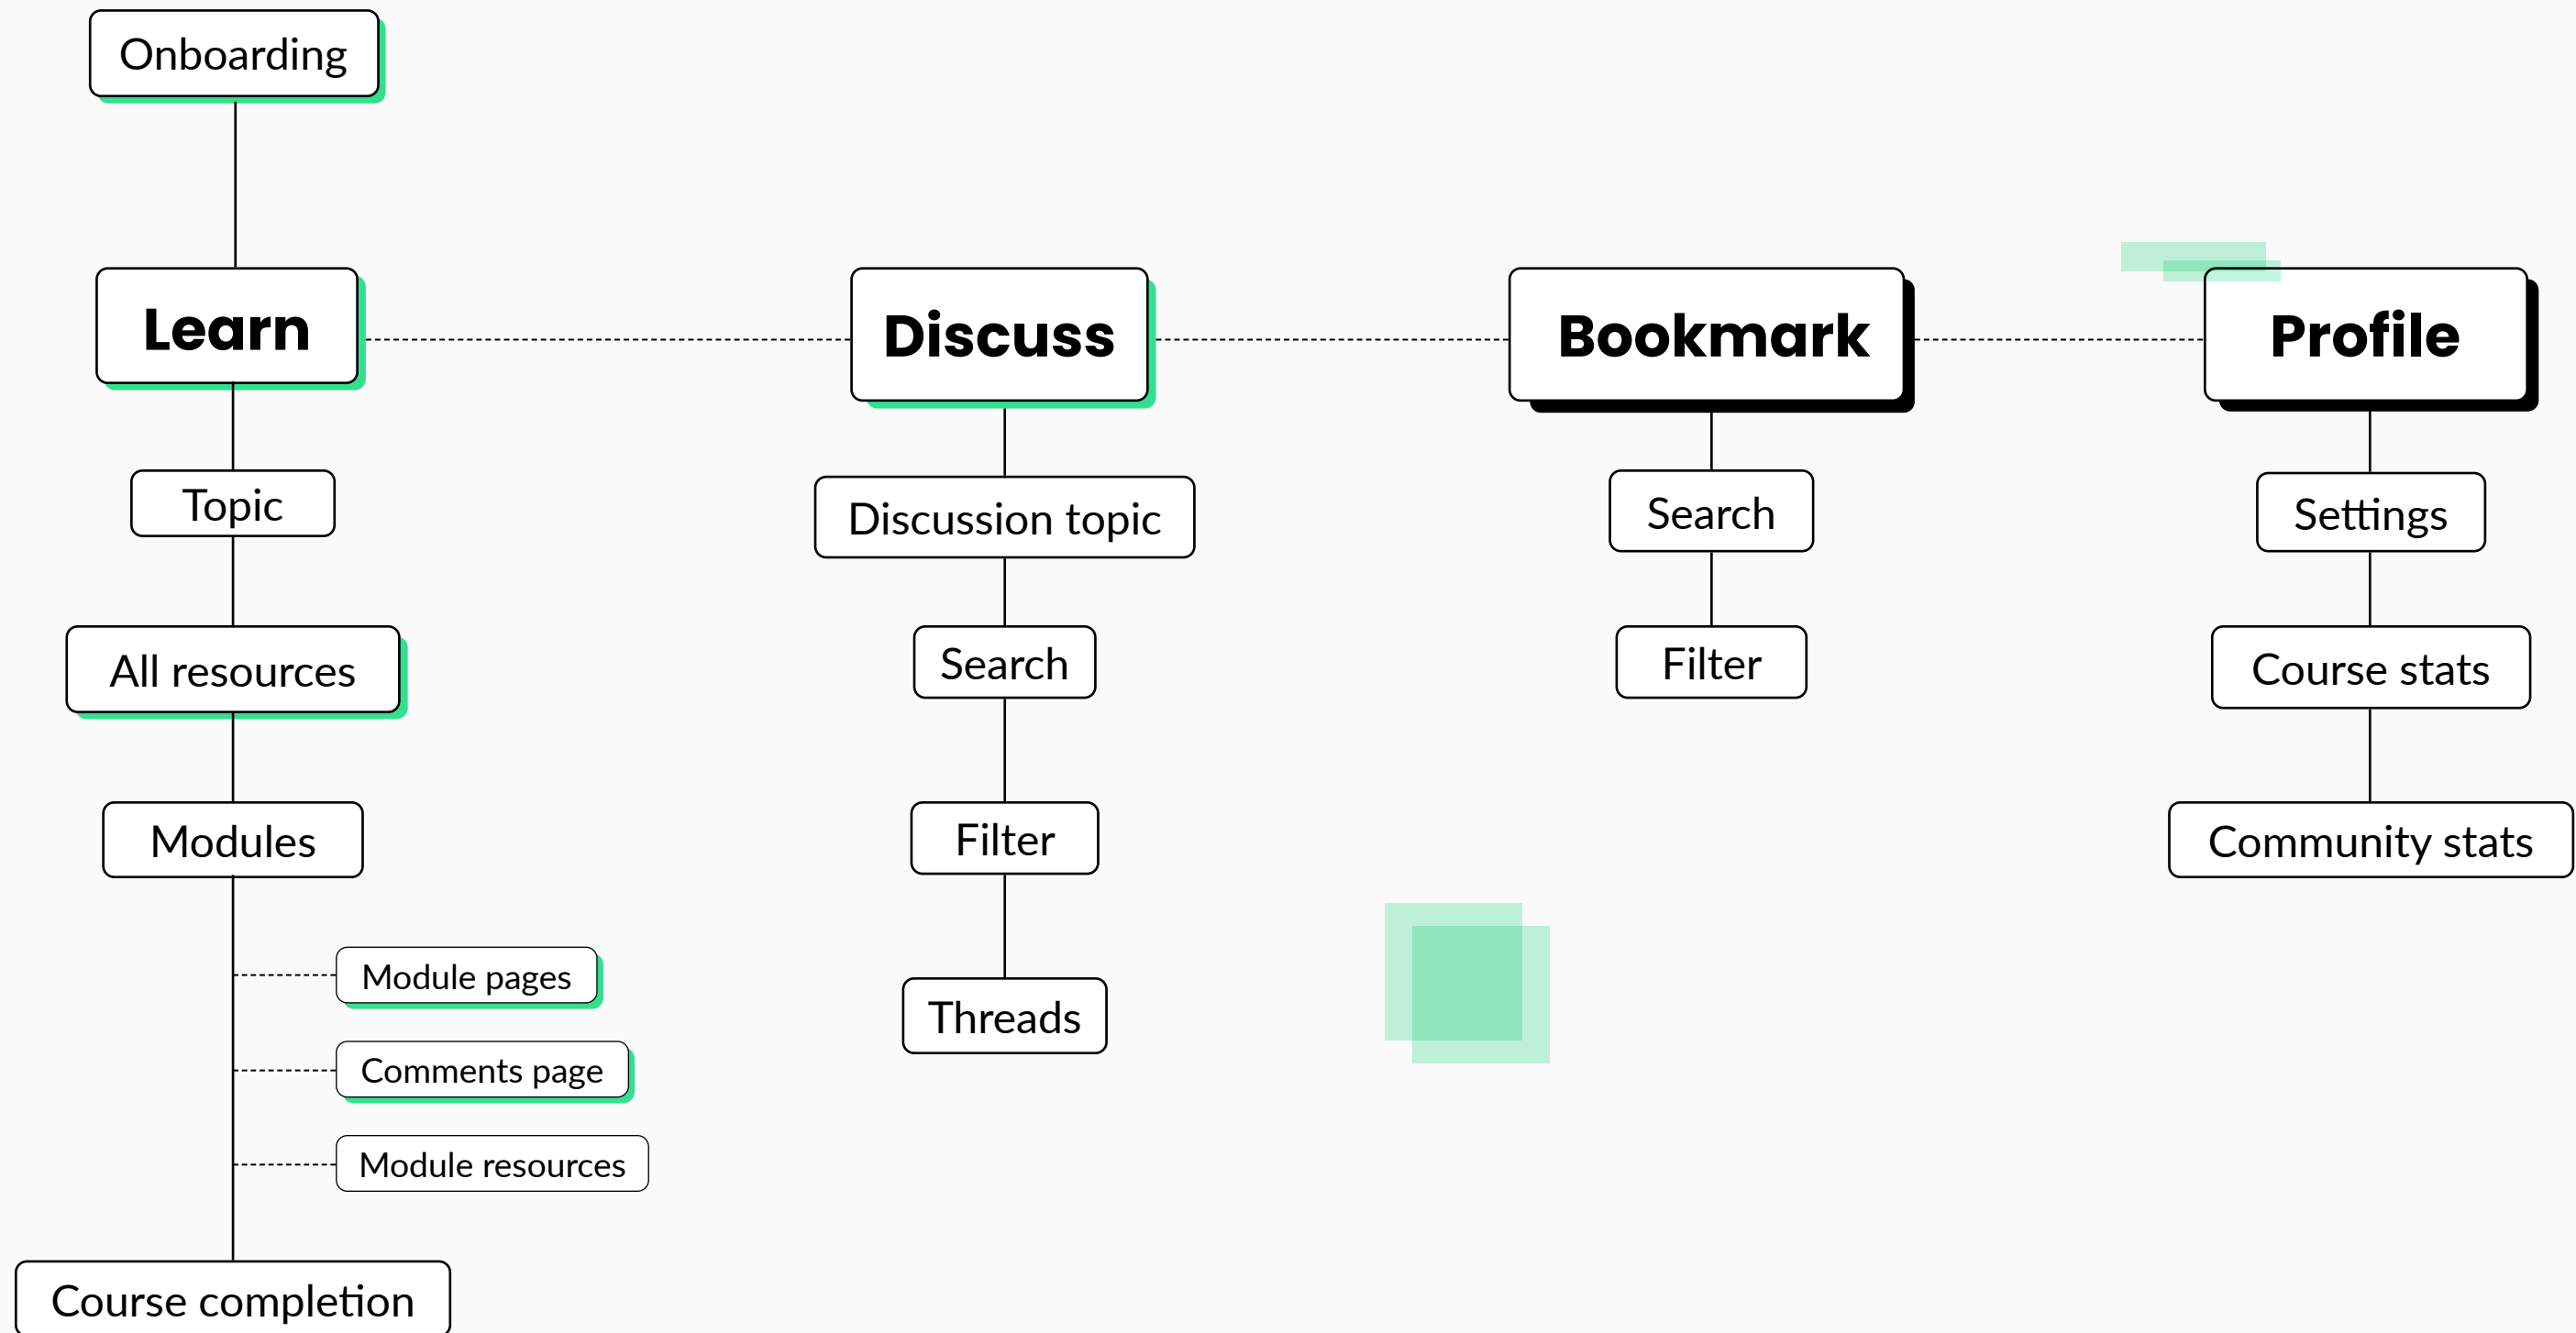 Onboarding
Learn
Discuss
Bookmark
Profile
Topic
Discussion topic
Search
Settings
All resources
Search
Filter
Course stats
Modules
Filter
Community stats
Module pages
Threads
Comments page
Module resources
Course completion